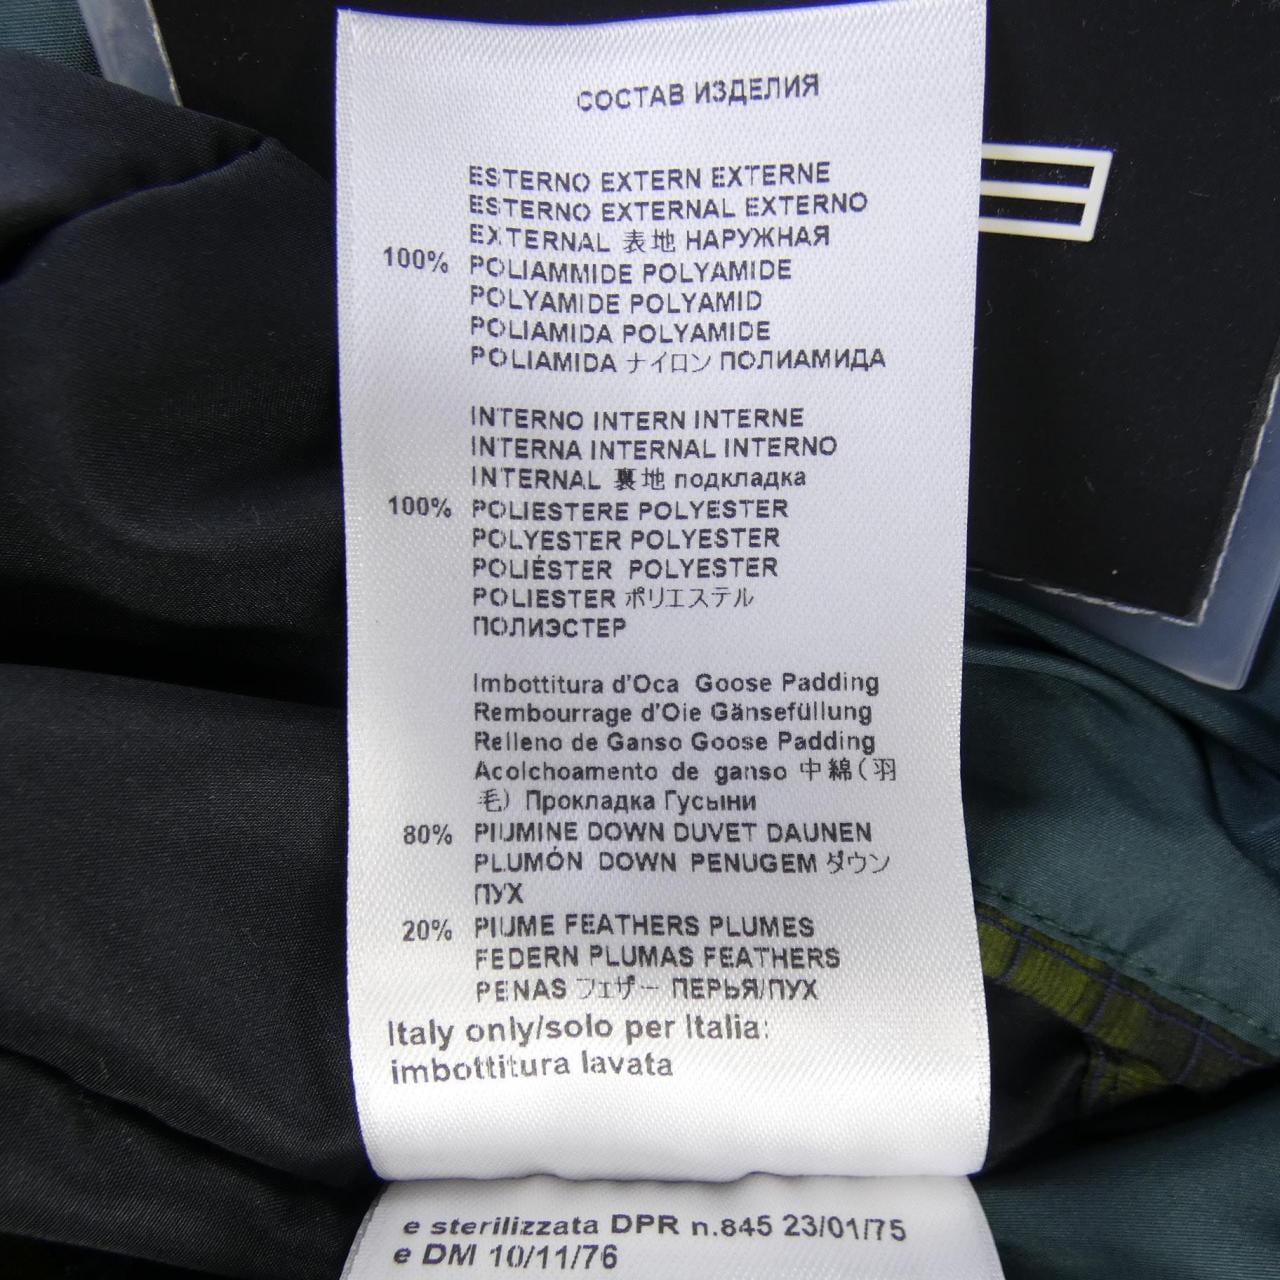 СОСТАВ ИЗДЕЛИЯ
ESTERNO EXTERN EXTERNE
ESTERNO EXTERNAL EXTERNO
EXTERNAL 表地 НАРУЖНАЯ
100% POLIAMMIDE POLYAMIDE
POLYAMIDE POLYAMID
POLIAMIDA POLYAMIDE
POLIAMIDA ナイロン ПОЛИАМИДА
INTERNO INTERN INTERNE
INTERNA INTERNAL INTERNO
INTERNAL 裏地 подкладка
100% POLIESTERE POLYESTER
POLYESTER POLYESTER
POLIÉSTER POLYESTER
POLIESTER ポリエステル
ПОЛИЭСТЕР
Imbottitura d'Oca Goose Padding
Rembourrage d'Oie Gänsefüllung
Relleno de Ganso Goose Padding
Acolchoamento de ganso 中綿(羽
毛) Прокладка Гусыни
80% PIUMINE DOWN DUVET DAUNEN
PLUMÓN DOWN PENUGEM ダウン
ПУХ
20% PIUME FEATHERS PLUMES
FEDERN PLUMAS FEATHERS
PENAS フェザー ПЕРЬЯ/ПУХ
Italy only/solo per Italia:
imbottitura lavata
e sterilizzata DPR n.845 23/01/75
e DM 10/11/76